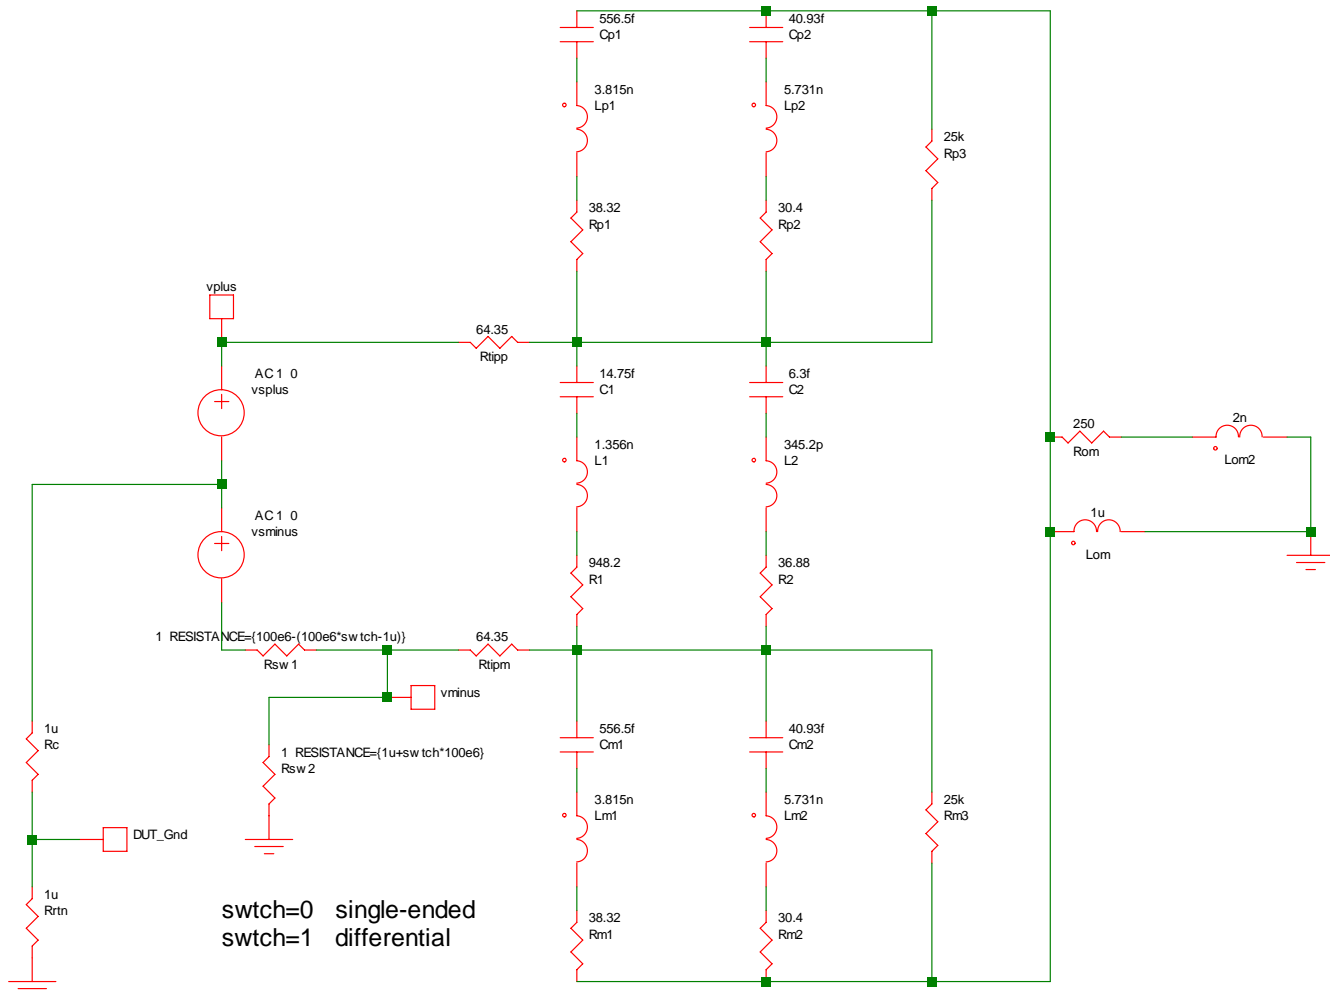 556.5f
Cp1
40.93f
Cp2
3.815n
Lp1
5.731n
Lp2
25k
Rp3
38.32
Rp1
30.4
Rp2
vplus
64.35
Rtipp
AC 1 0
vsplus
14.75f
C1
6.3f
C2
250
Rom
2n
Lom2
1.356n
L1
345.2p
L2
1u
Lom
AC 1 0
vsminus
948.2
R1
36.88
R2
1 RESISTANCE={100e6-(100e6*swtch-1u)}
Rsw1
64.35
Rtipm
vminus
1u
Rc
1 RESISTANCE={1u+swtch*100e6}
Rsw2
556.5f
Cm1
40.93f
Cm2
3.815n
Lm1
5.731n
Lm2
25k
Rm3
DUT_Gnd
1u
Rrtn
swtch=0 single-ended
swtch=1 differential
38.32
Rm1
30.4
Rm2